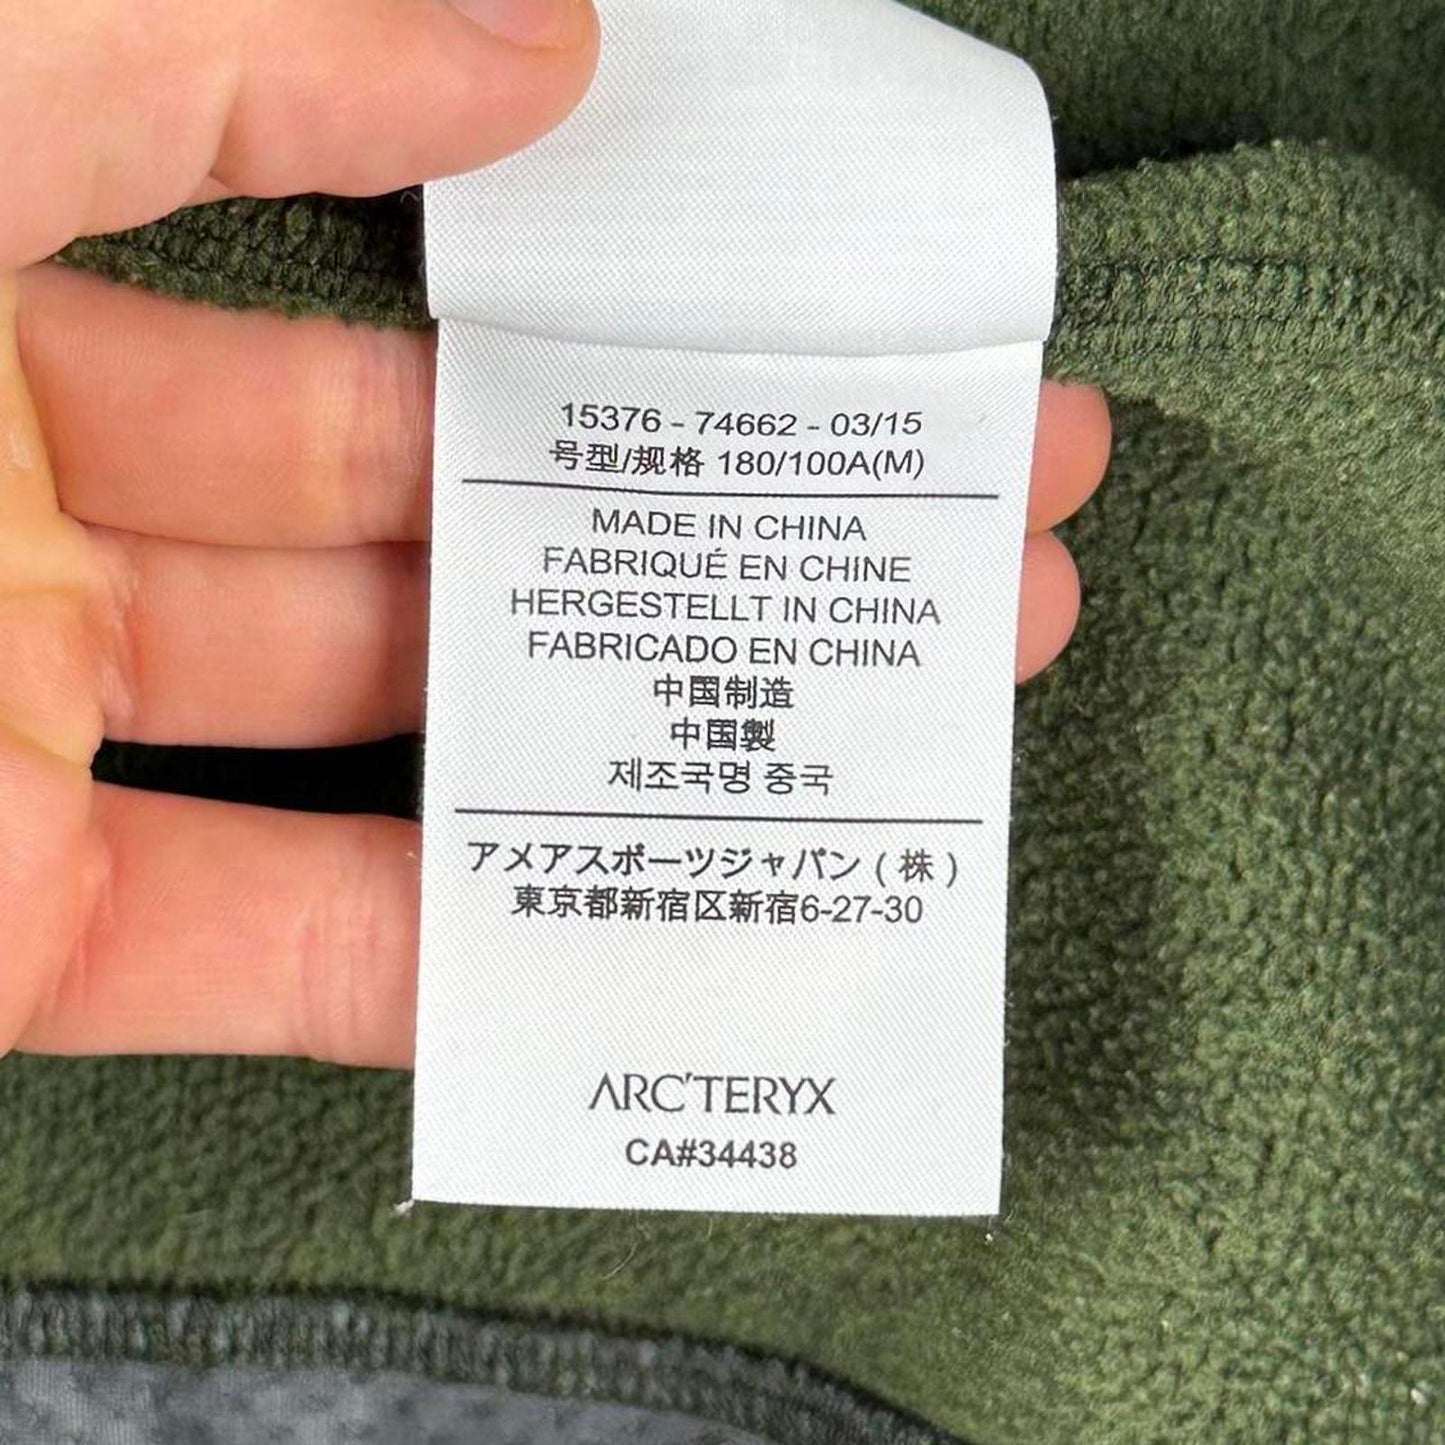 15376 - 74662 - 03/15
号型/规格 180/100A(M)
MADE IN CHINA
FABRIQUÉ EN CHINE
HERGESTELLT IN CHINA
FABRICADO EN CHINA
中国制造
中国製
제조국명 중국
アメアスポーツジャパン(株)
東京都新宿区新宿6-27-30
ARC'TERYX
CA#34438